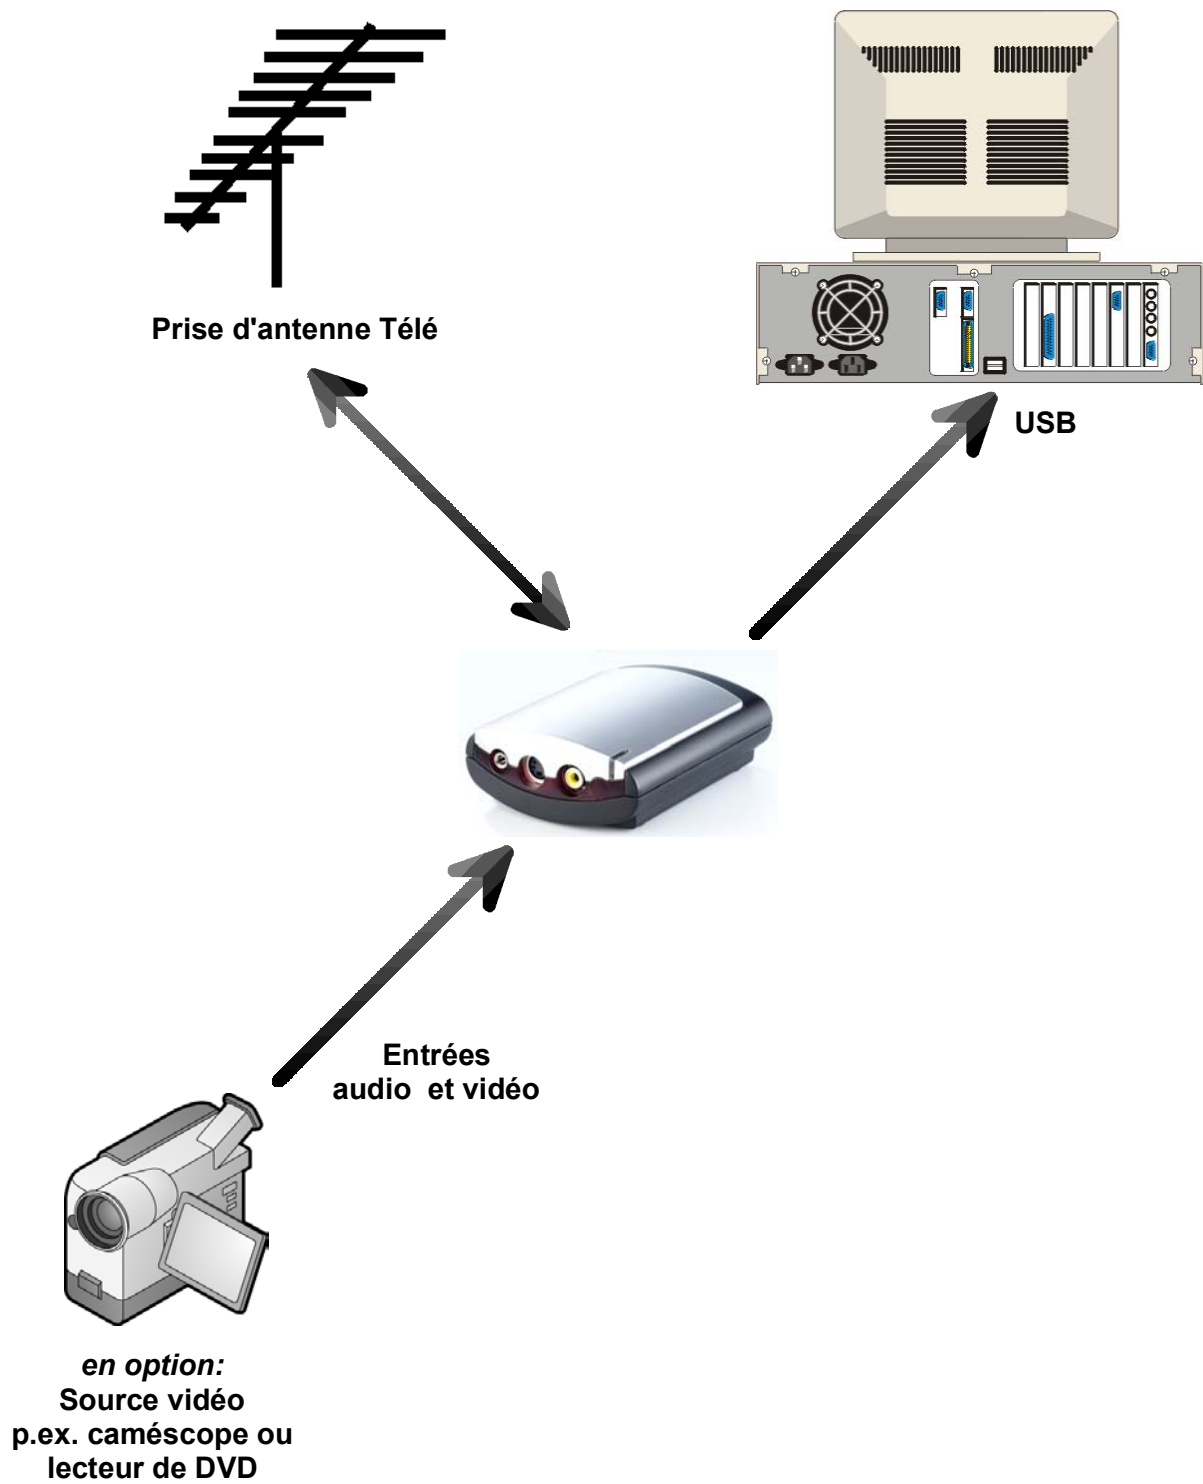 Prise d'antenne Télé
USB
Entrées
audio et vidéo
en option:
Source vidéo
p.ex. caméscope ou
lecteur de DVD